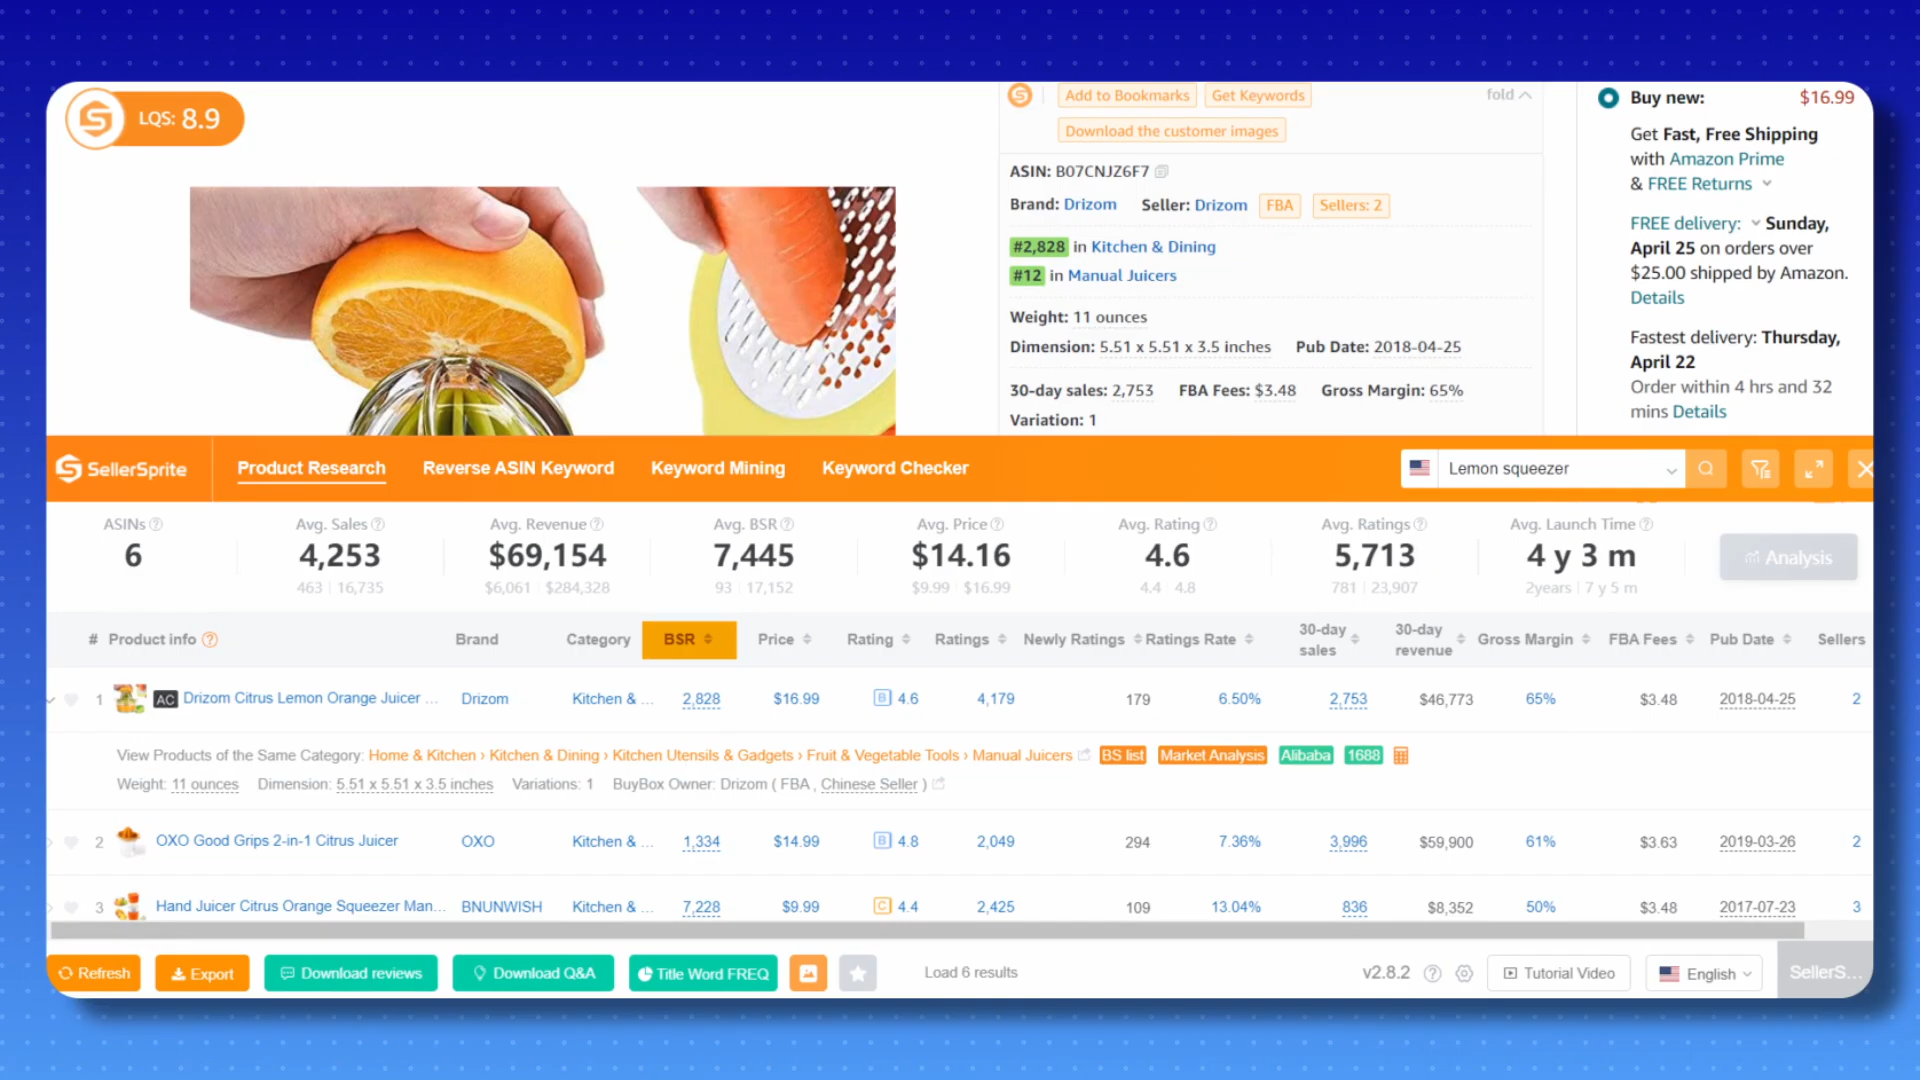 LQS: 8.9
Add to Bookmarks Get Keywords fold
Download the customer images
ASIN: B07CNJZ6F7
Brand: Drizom Seller: Drizom FBA Sellers: 2
#2,828 in Kitchen & Dining
#12 in Manual Juicers
Weight: 11 ounces
Dimension: 5.51 x 5.51 x 3.5 inches Pub Date: 2018-04-25
30-day sales: 2,753 FBA Fees: $3.48 Gross Margin: 65%
Variation: 1
Buy new: $16.99
Get Fast, Free Shipping
with Amazon Prime
& FREE Returns
FREE delivery: Sunday,
April 25 on orders over
$25.00 shipped by Amazon.
Details
Fastest delivery: Thursday,
April 22
Order within 4 hrs and 32
mins Details
SellerSprite Product Research Reverse ASIN Keyword Keyword Mining Keyword Checker Lemon squeezer
ASINs Avg. Sales Avg. Revenue Avg. BSR Avg. Price Avg. Rating Avg. Ratings Avg. Launch Time
6 4,253 $69,154 7,445 $14.16 4.6 5,713 4 y 3 m Analysis
463 | 16,735 $6,061 | $284,328 93 | 17,152 $9.99 | $16.99 4.4 | 4.8 781 | 23,907 2years | 7 y 5 m
# Product info Brand Category BSR Price Rating Ratings Newly Ratings Ratings Rate 30-day sales 30-day revenue Gross Margin FBA Fees Pub Date Sellers
1 AC Drizom Citrus Lemon Orange Juicer ... Drizom Kitchen & ... 2,828 $16.99 B 4.6 4,179 179 6.50% 2,753 $46,773 65% $3.48 2018-04-25 2
View Products of the Same Category: Home & Kitchen › Kitchen & Dining › Kitchen Utensils & Gadgets › Fruit & Vegetable Tools › Manual Juicers BS list Market Analysis Alibaba 1688
Weight: 11 ounces Dimension: 5.51 x 5.51 x 3.5 inches Variations: 1 BuyBox Owner: Drizom ( FBA , Chinese Seller )
2 OXO Good Grips 2-in-1 Citrus Juicer OXO Kitchen & ... 1,334 $14.99 B 4.8 2,049 294 7.36% 3,996 $59,900 61% $3.63 2019-03-26 2
3 Hand Juicer Citrus Orange Squeezer Man... BNUNWISH Kitchen & ... 7,228 $9.99 C 4.4 2,425 109 13.04% 836 $8,352 50% $3.48 2017-07-23 3
Refresh Export Download reviews Download Q&A Title Word FREQ Load 6 results v2.8.2 Tutorial Video English SellerS...